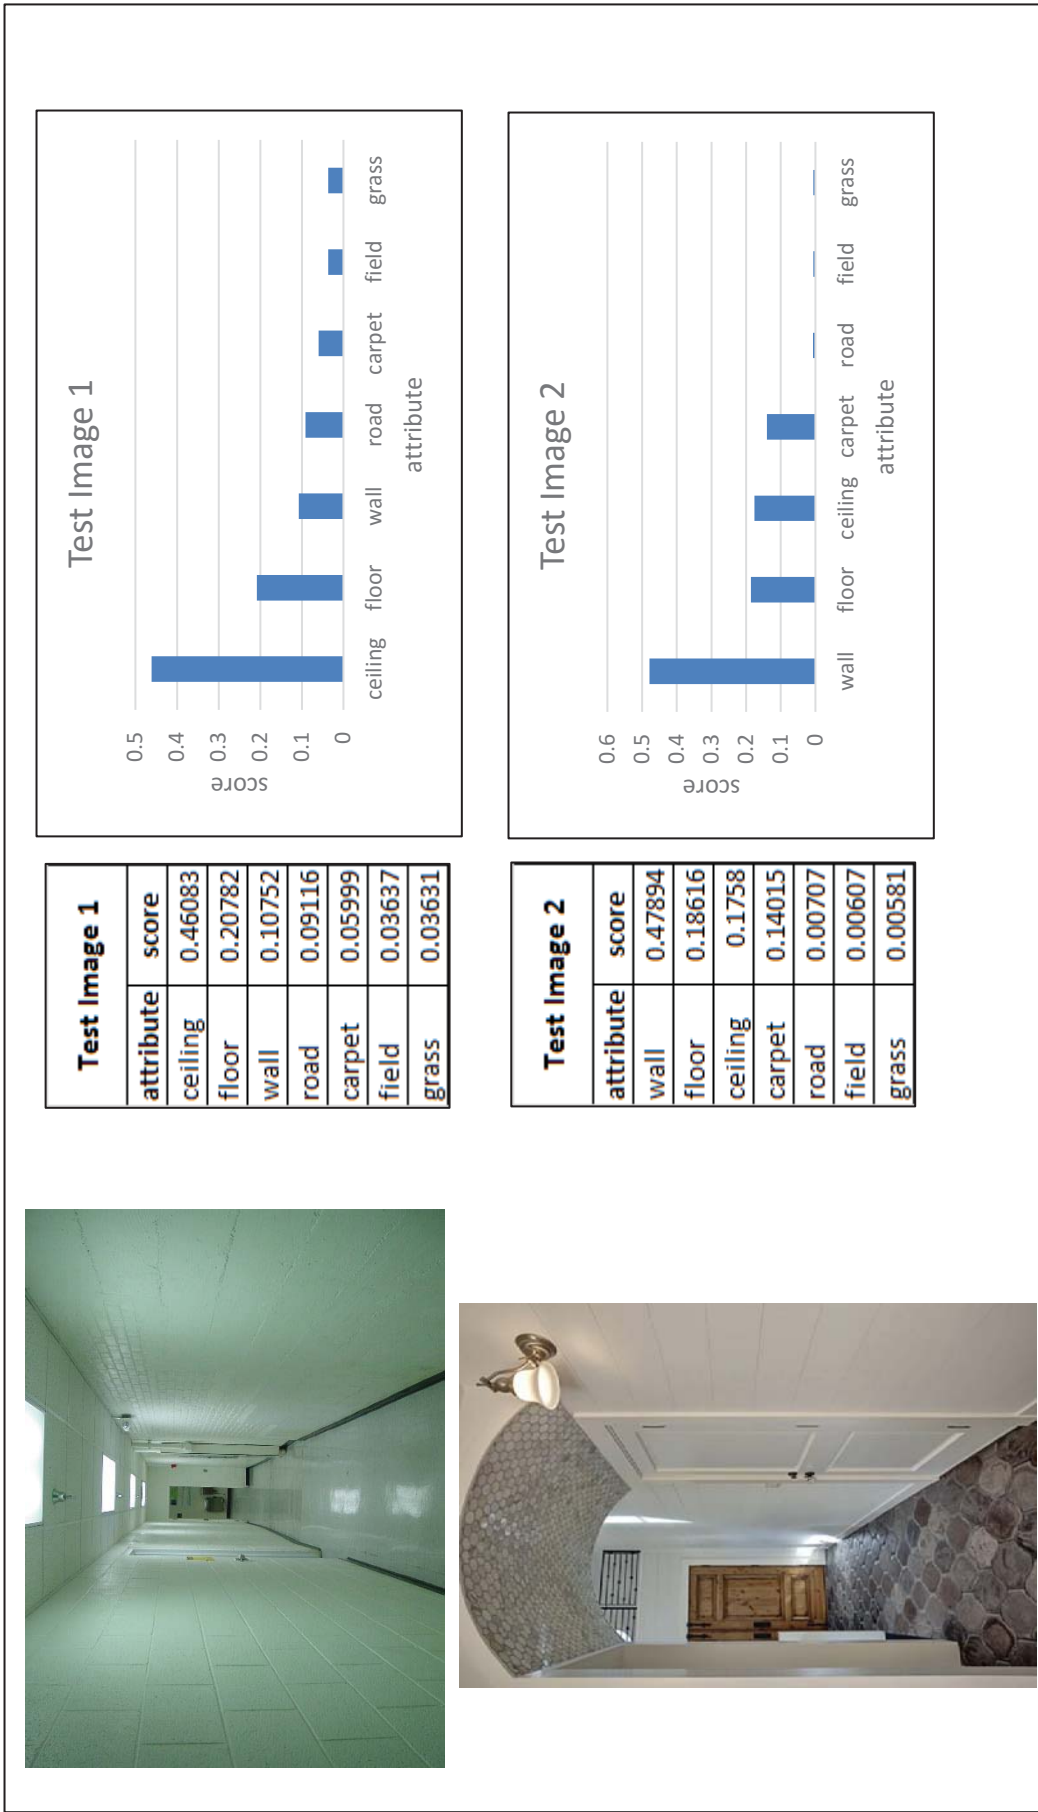 Test Image 1
attribute score
ceiling 0.46083
floor 0.20782
wall 0.10752
road 0.09116
carpet 0.05999
field 0.03637
grass 0.03631
Test Image 1
score
0.5
0.4
0.3
0.2
0.1
0
ceiling floor wall road carpet field grass
attribute
Test Image 2
attribute score
wall 0.47894
floor 0.18616
ceiling 0.1758
carpet 0.14015
road 0.00707
field 0.00607
grass 0.00581
Test Image 2
score
0.6
0.5
0.4
0.3
0.2
0.1
0
wall floor ceiling carpet road field grass
attribute